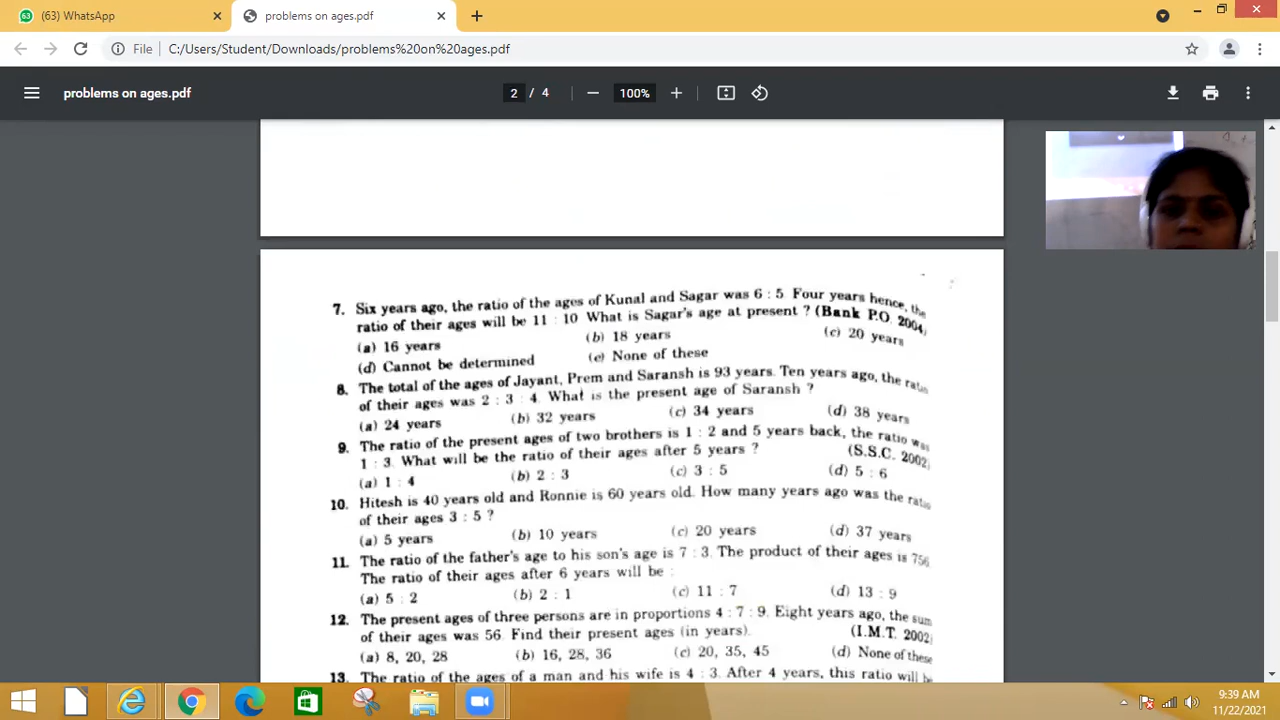 63
(63) WhatsApp
problems on ages.pdf
File
C:/Users/Student/Downloads/problems%20on%20ages.pdf
problems on ages.pdf
2 / 4
100%
7. Six years ago, the ratio of the ages of Kunal and Sagar was 6 : 5. Four years hence, the
ratio of their ages will be 11 : 10 What is Sagar's age at present ? (Bank P.O. 2004)
(a) 16 years (b) 18 years (c) 20 years
(d) Cannot be determined (e) None of these
8. The total of the ages of Jayant, Prem and Saransh is 93 years. Ten years ago, the ratio
of their ages was 2 : 3 : 4. What is the present age of Saransh ?
(a) 24 years (b) 32 years (c) 34 years (d) 38 years
9. The ratio of the present ages of two brothers is 1 : 2 and 5 years back, the ratio was
1 : 3. What will be the ratio of their ages after 5 years ? (S.S.C. 2002)
(a) 1 : 4 (b) 2 : 3 (c) 3 : 5 (d) 5 : 6
10. Hitesh is 40 years old and Ronnie is 60 years old. How many years ago was the ratio
of their ages 3 : 5 ?
(a) 5 years (b) 10 years (c) 20 years (d) 37 years
11. The ratio of the father's age to his son's age is 7 : 3. The product of their ages is 756
The ratio of their ages after 6 years will be :
(a) 5 : 2 (b) 2 : 1 (c) 11 : 7 (d) 13 : 9
12. The present ages of three persons are in proportions 4 : 7 : 9. Eight years ago, the sum
of their ages was 56. Find their present ages (in years). (I.M.T. 2002)
(a) 8, 20, 28 (b) 16, 28, 36 (c) 20, 35, 45 (d) None of these
13. The ratio of the ages of a man and his wife is 4 : 3. After 4 years, this ratio will be
9:39 AM
11/22/2021